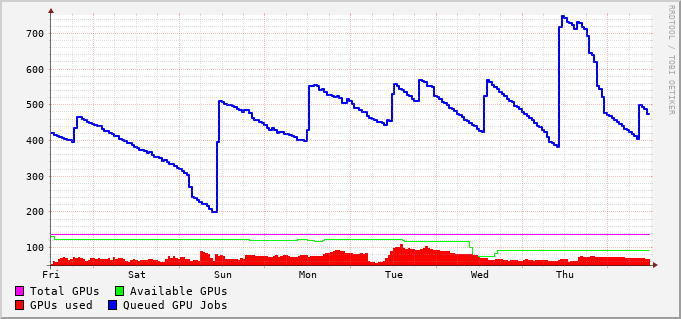 700
600
500
400
300
200
100
Fri Sat Sun Mon Tue Wed Thu
Total GPUs Available GPUs
GPUs used Queued GPU Jobs
RRDTOOL / TOBI OETIKER